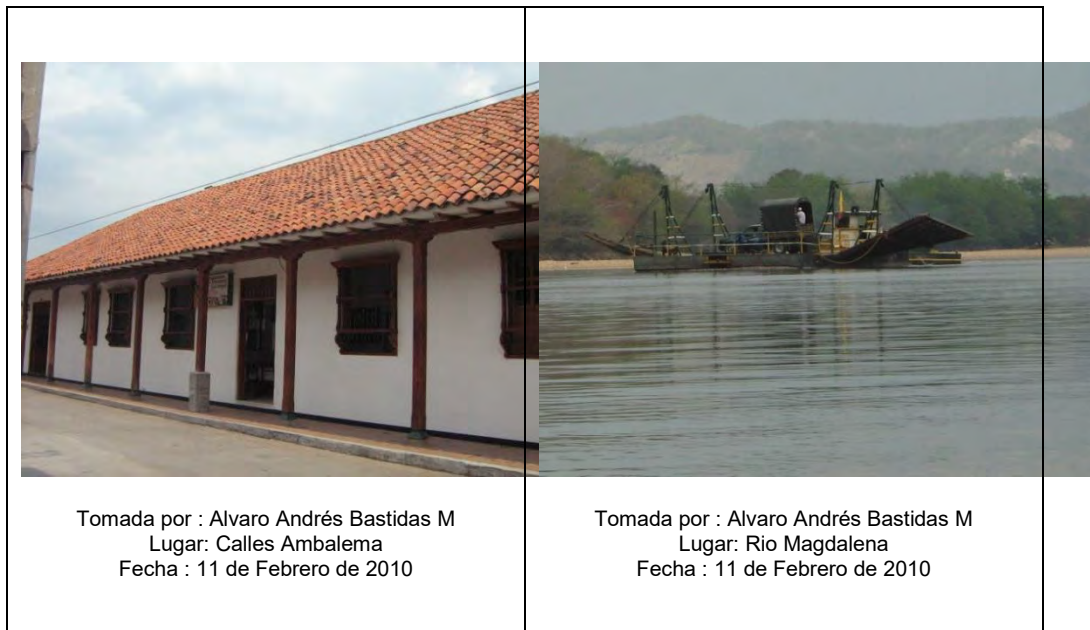 Tomada por : Alvaro Andrés Bastidas M
Lugar: Calles Ambalema
Fecha : 11 de Febrero de 2010
Tomada por : Alvaro Andrés Bastidas M
Lugar: Rio Magdalena
Fecha : 11 de Febrero de 2010